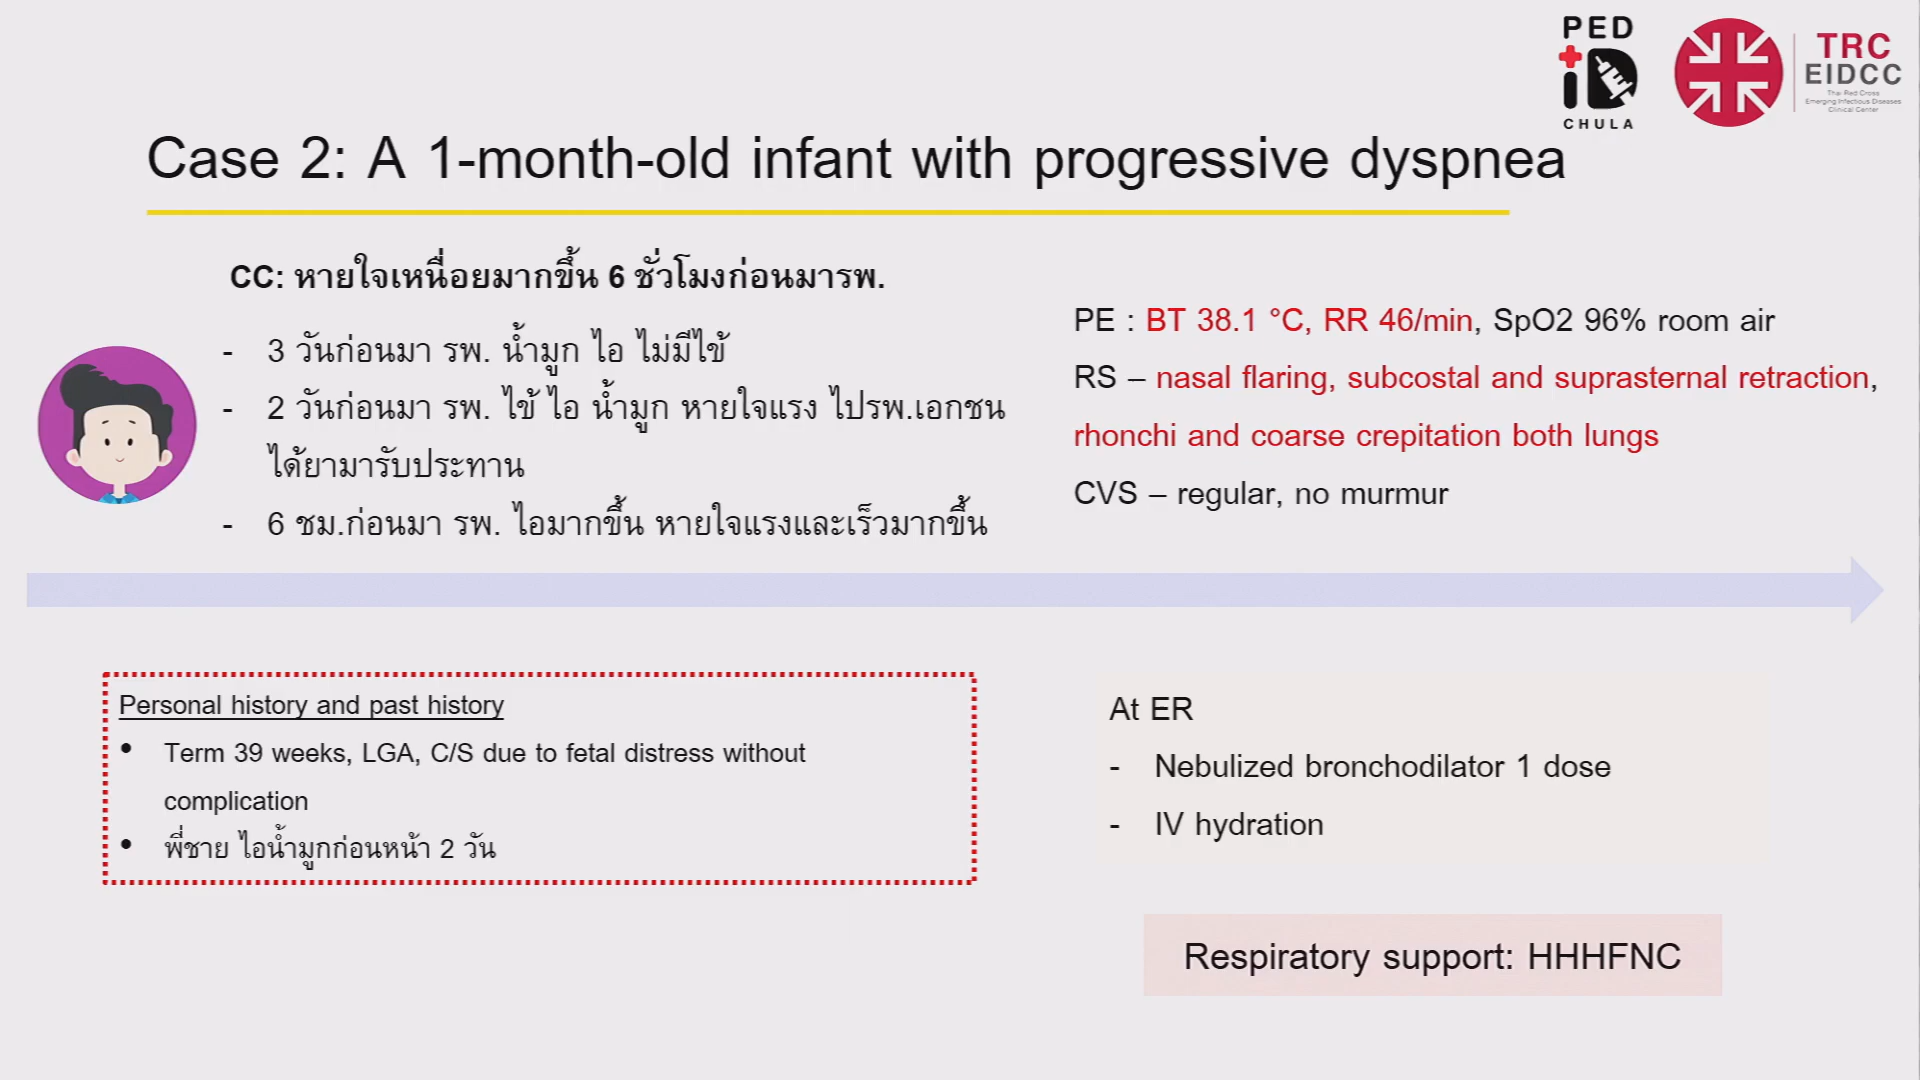 PED
iD
CHULA
TRC
EIDCC
Thai Red Cross
Emerging Infectious Diseases
Clinical Center
Case 2: A 1-month-old infant with progressive dyspnea
CC: หายใจเหนื่อยมากขึ้น 6 ชั่วโมงก่อนมารพ.
- 3 วันก่อนมา รพ. น้ำมูก ไอ ไม่มีไข้
- 2 วันก่อนมา รพ. ไข้ ไอ น้ำมูก หายใจแรง ไปรพ.เอกชน
ได้ยามารับประทาน
- 6 ชม.ก่อนมา รพ. ไอมากขึ้น หายใจแรงและเร็วมากขึ้น
PE : BT 38.1 °C, RR 46/min, SpO2 96% room air
RS – nasal flaring, subcostal and suprasternal retraction,
rhonchi and coarse crepitation both lungs
CVS – regular, no murmur
Personal history and past history
• Term 39 weeks, LGA, C/S due to fetal distress without
complication
• พี่ชาย ไอน้ำมูกก่อนหน้า 2 วัน
At ER
- Nebulized bronchodilator 1 dose
- IV hydration
Respiratory support: HHHFNC